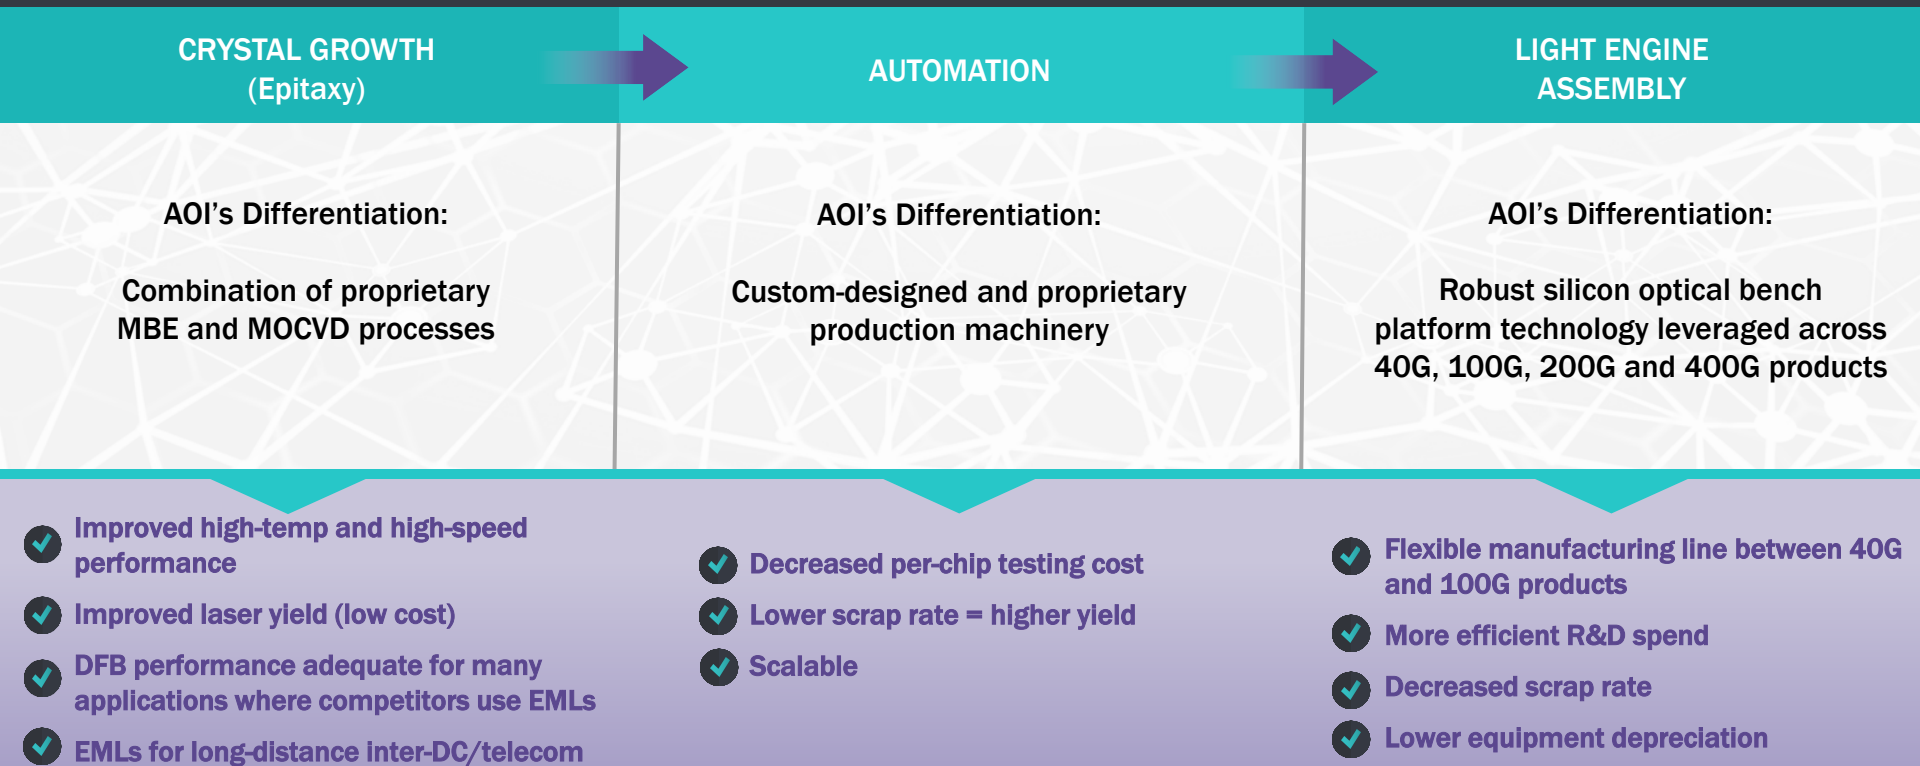 CRYSTAL GROWTH
(Epitaxy)
AUTOMATION
LIGHT ENGINE
ASSEMBLY
AOI's Differentiation:
Combination of proprietary
MBE and MOCVD processes
AOI's Differentiation:
Custom-designed and proprietary
production machinery
AOI's Differentiation:
Robust silicon optical bench
platform technology leveraged across
40G, 100G, 200G and 400G products
Improved high-temp and high-speed
performance
Improved laser yield (low cost)
DFB performance adequate for many
applications where competitors use EMLs
EMLs for long-distance inter-DC/telecom
Decreased per-chip testing cost
Lower scrap rate = higher yield
Scalable
Flexible manufacturing line between 40G
and 100G products
More efficient R&D spend
Decreased scrap rate
Lower equipment depreciation